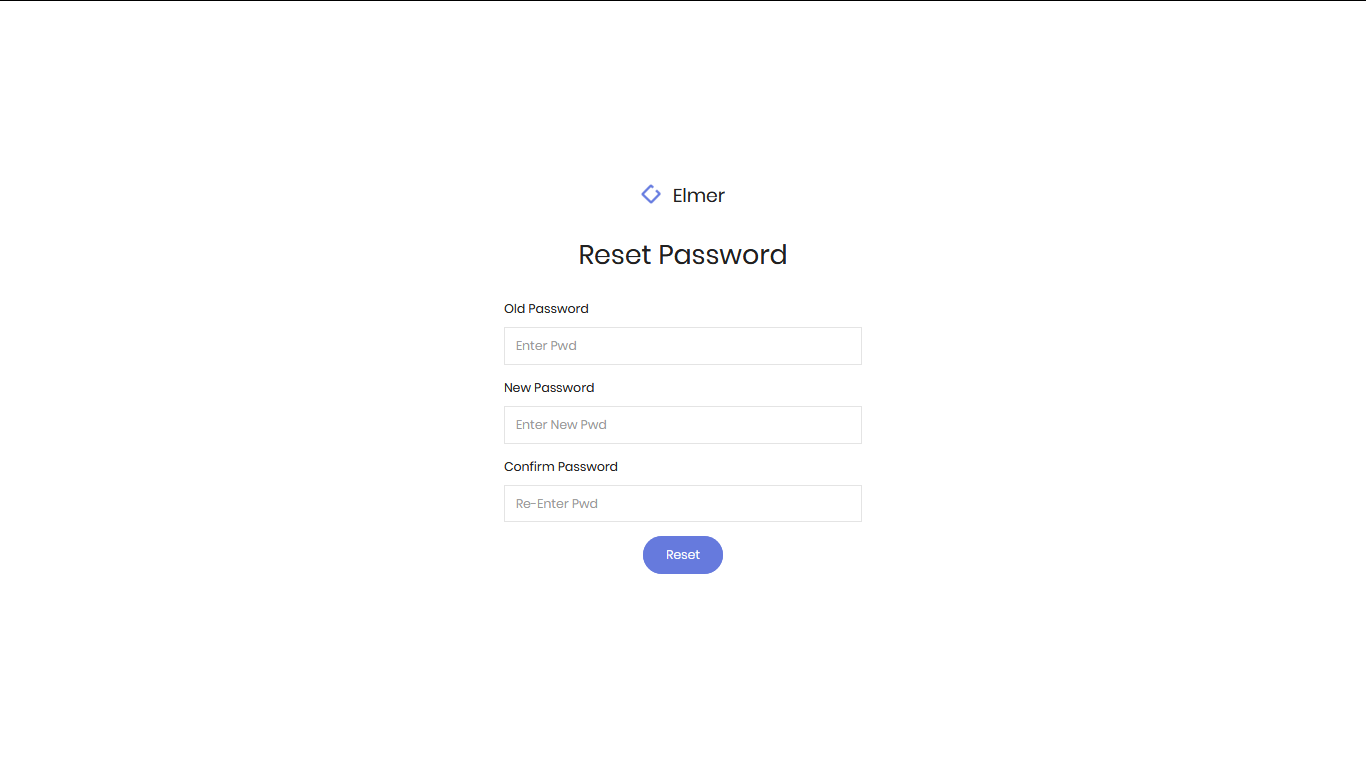 Elmer
Reset Password
Old Password
Enter Pwd
New Password
Enter New Pwd
Confirm Password
Re-Enter Pwd
Reset